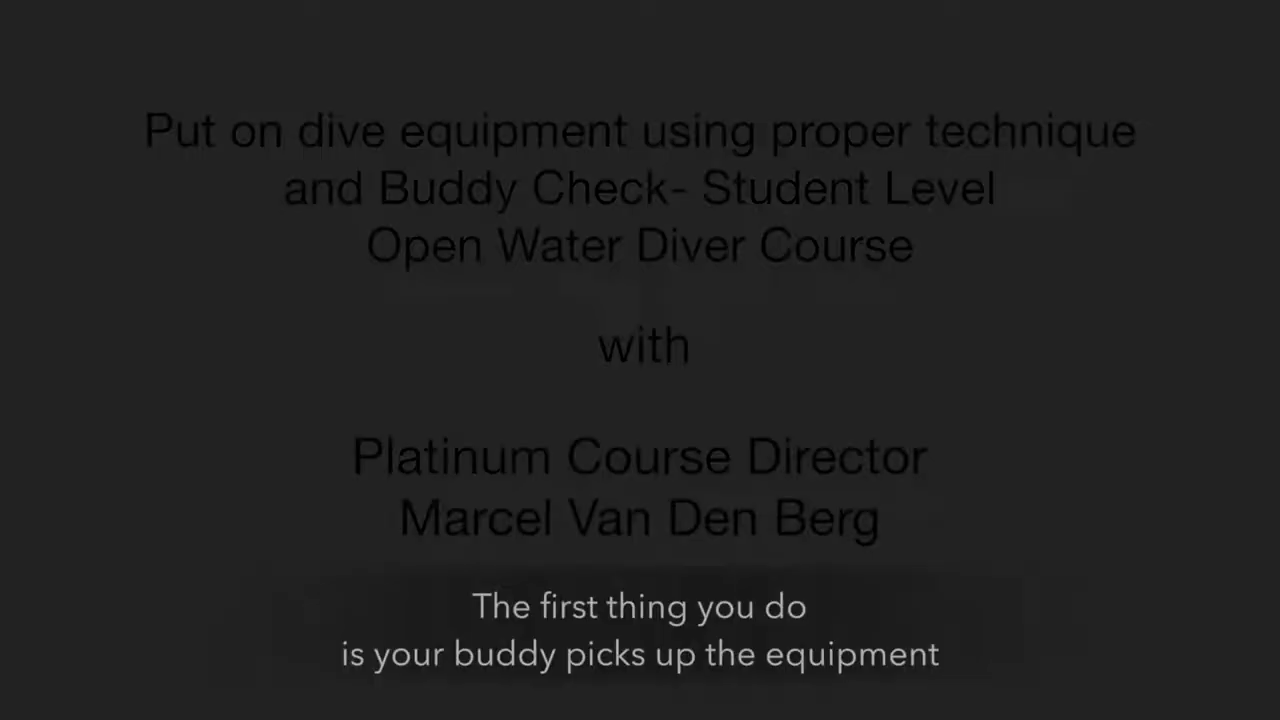 Put on dive equipment using proper technique
and Buddy Check- Student Level
Open Water Diver Course
with
Platinum Course Director
Marcel Van Den Berg
The first thing you do
is your buddy picks up the equipment